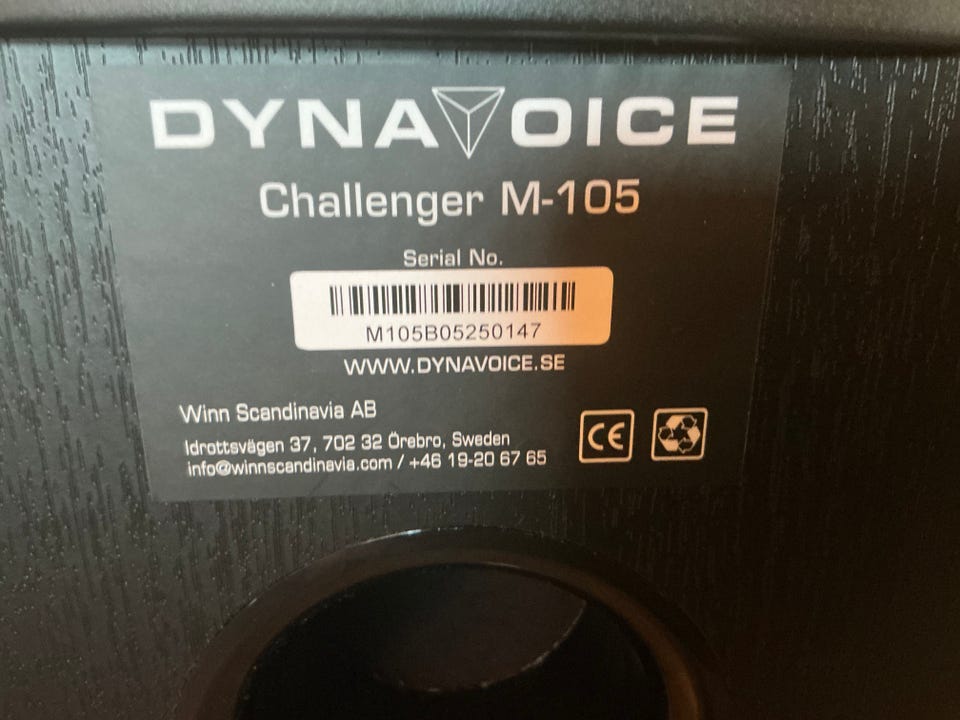 DYNAVOICE
Challenger M-105
Serial No.
M105B05250147
WWW.DYNAVOICE.SE
Winn Scandinavia AB
Idrottsvägen 37, 702 32 Örebro, Sweden
info@winnscandinavia.com / +46 19-20 67 65
CE